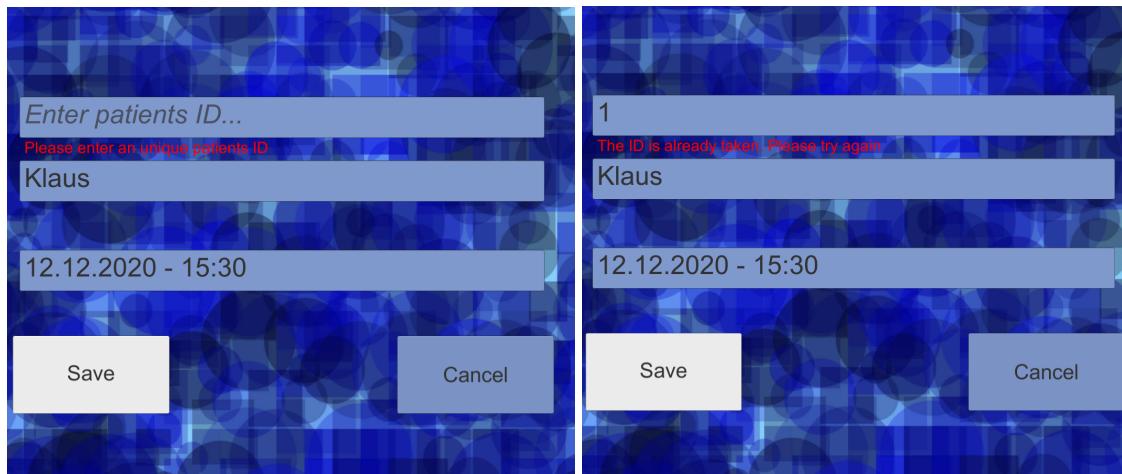 Enter patients ID...
Please enter an unique patients ID
Klaus
12.12.2020 - 15:30
Save
Cancel
1
The ID is already taken. Please try again
Klaus
12.12.2020 - 15:30
Save
Cancel